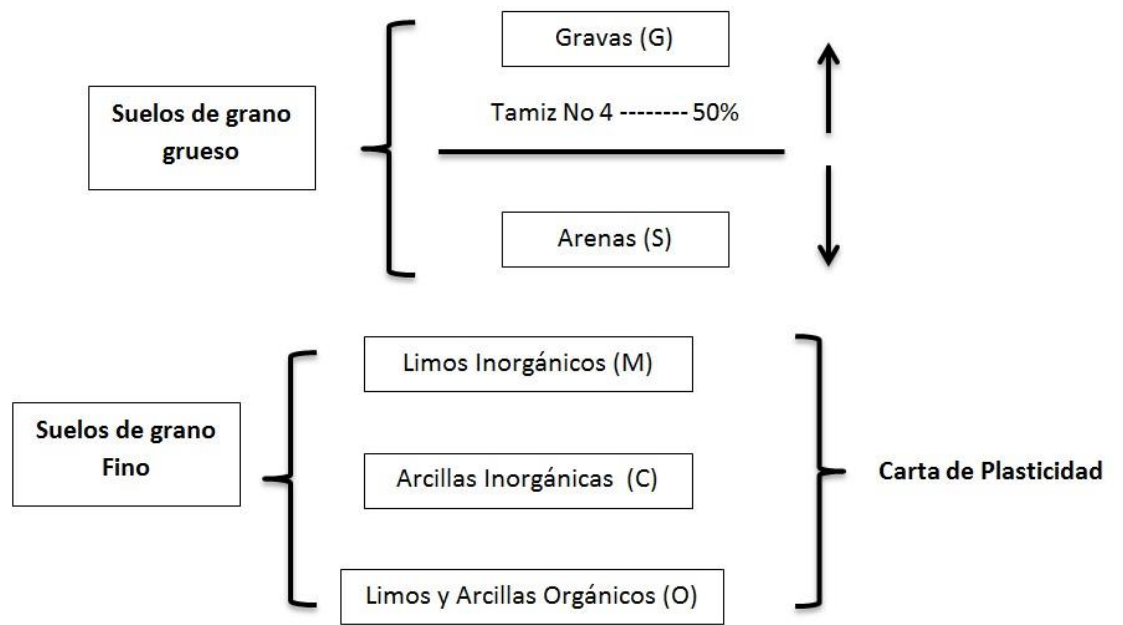 Suelos de grano
grueso
Gravas (G)
Tamiz No 4 -------- 50%
Arenas (S)
Suelos de grano
Fino
Limos Inorgánicos (M)
Arcillas Inorgánicas (C)
Limos y Arcillas Orgánicos (O)
Carta de Plasticidad